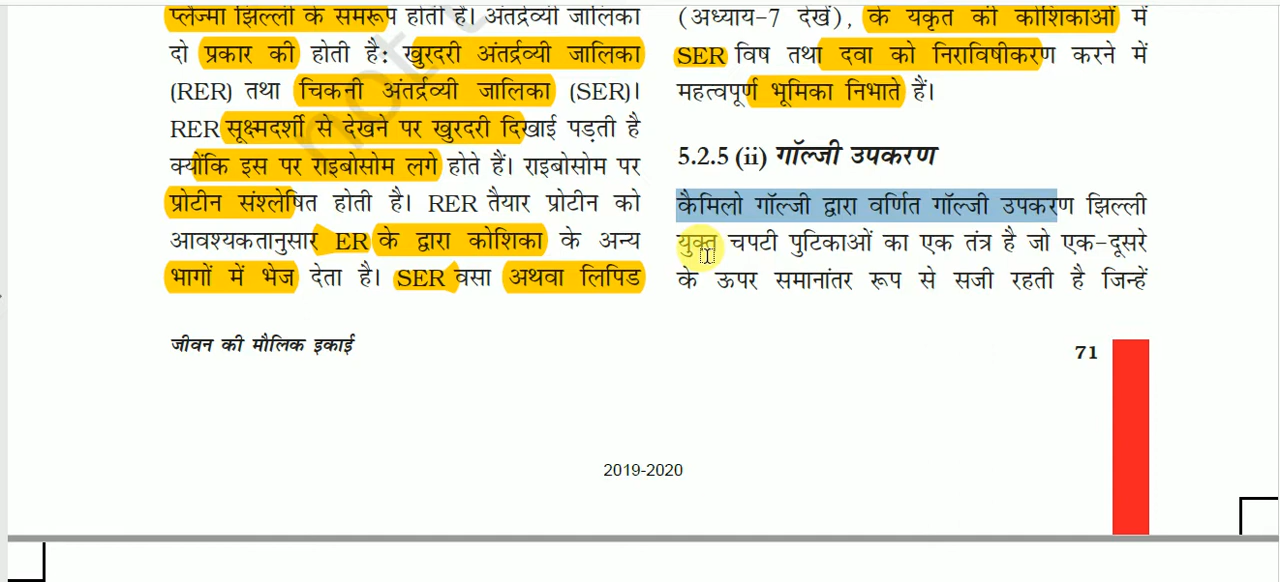 प्लैज़्मा झिल्ली के समरूप होती हैं। अंतर्द्रव्यी जालिका
दो प्रकार की होती है: खुरदरी अंतर्द्रव्यी जालिका
(RER) तथा चिकनी अंतर्द्रव्यी जालिका (SER)।
RER सूक्ष्मदर्शी से देखने पर खुरदरी दिखाई पड़ती है
क्योंकि इस पर राइबोसोम लगे होते हैं। राइबोसोम पर
प्रोटीन संश्लेषित होती है। RER तैयार प्रोटीन को
आवश्यकतानुसार ER के द्वारा कोशिका के अन्य
भागों में भेज देता है। SER वसा अथवा लिपिड
जीवन की मौलिक इकाई
(अध्याय-7 देखें), के यकृत की कोशिकाओं में
SER विष तथा दवा को निराविषीकरण करने में
महत्वपूर्ण भूमिका निभाते हैं।
5.2.5 (ii) गॉल्जी उपकरण
कैमिलो गॉल्जी द्वारा वर्णित गॉल्जी उपकरण झिल्ली
युक्त चपटी पुटिकाओं का एक तंत्र है जो एक-दूसरे
के ऊपर समानांतर रूप से सजी रहती है जिन्हें
71
2019-2020